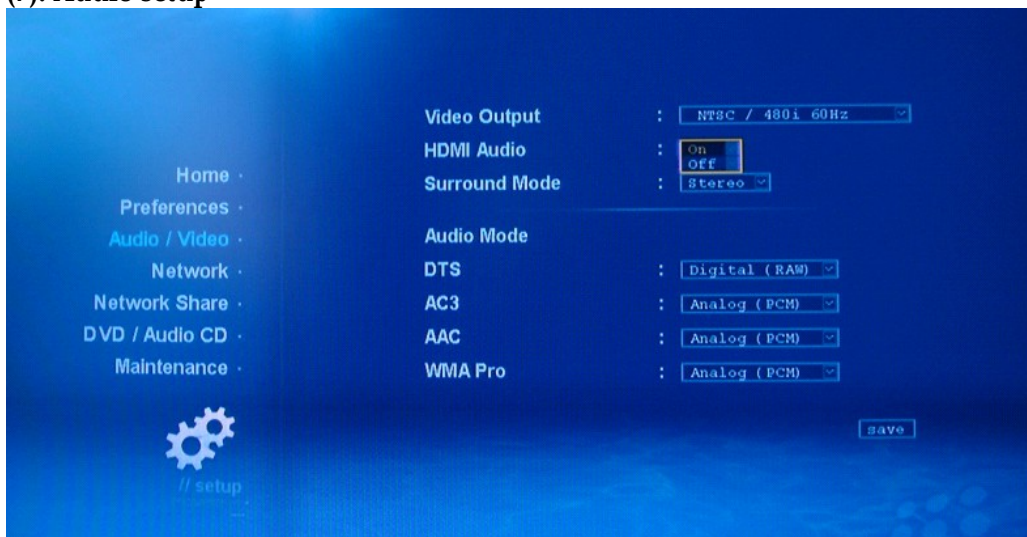 Video Output : NTSC / 480i 60Hz
HDMI Audio : On
Off
Surround Mode : Stereo
Audio Mode
DTS : Digital (RAW)
AC3 : Analog (PCM)
AAC : Analog (PCM)
WMA Pro : Analog (PCM)
save
Home
Preferences
Audio / Video
Network
Network Share
DVD / Audio CD
Maintenance
// setup